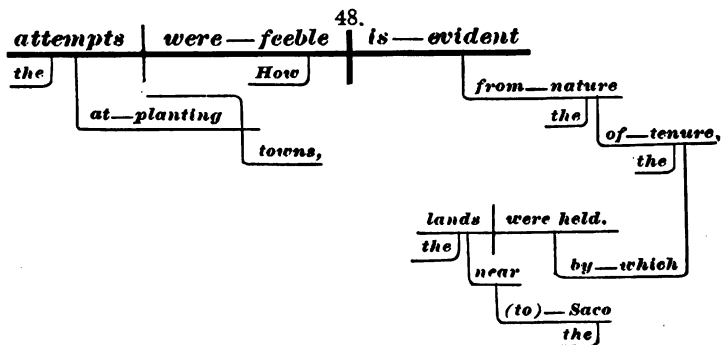 48.
attempts were—feeble is—evident
the How
from—nature
at—planting the
of—tenure,
towns, the
lands were held.
the
near by—which
(to)—Saco
the